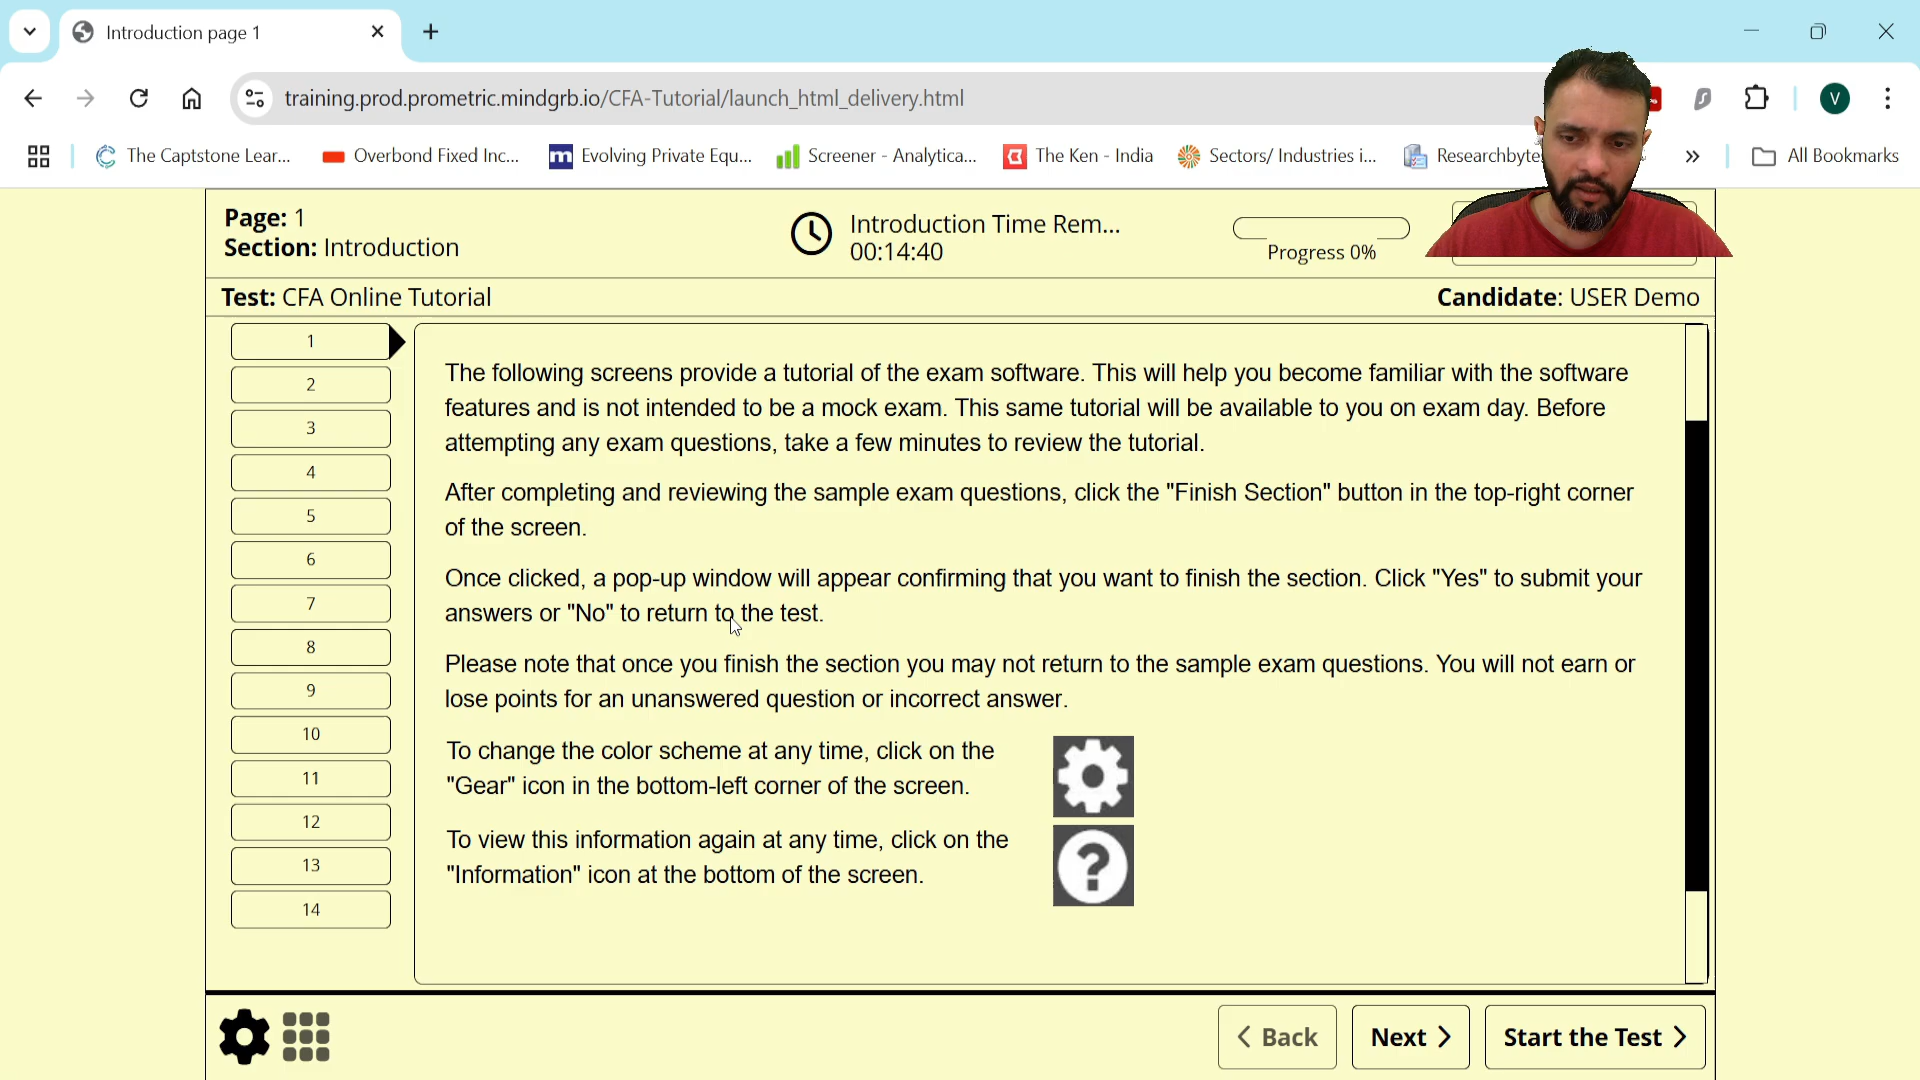 Introduction page 1
training.prod.prometric.mindgrb.io/CFA-Tutorial/launch_html_delivery.html
V
The Captstone Lear...
Overbond Fixed Inc...
Evolving Private Equ...
Screener - Analytica...
The Ken - India
Sectors/ Industries i...
Researchbyte
All Bookmarks
Page: 1
Section: Introduction
Introduction Time Rem...
00:14:40
Progress 0%
Test: CFA Online Tutorial
Candidate: USER Demo
1
2
3
4
5
6
7
8
9
10
11
12
13
14
The following screens provide a tutorial of the exam software. This will help you become familiar with the software
features and is not intended to be a mock exam. This same tutorial will be available to you on exam day. Before
attempting any exam questions, take a few minutes to review the tutorial.
After completing and reviewing the sample exam questions, click the "Finish Section" button in the top-right corner
of the screen.
Once clicked, a pop-up window will appear confirming that you want to finish the section. Click "Yes" to submit your
answers or "No" to return to the test.
Please note that once you finish the section you may not return to the sample exam questions. You will not earn or
lose points for an unanswered question or incorrect answer.
To change the color scheme at any time, click on the
"Gear" icon in the bottom-left corner of the screen.
To view this information again at any time, click on the
"Information" icon at the bottom of the screen.
?
Back
Next
Start the Test